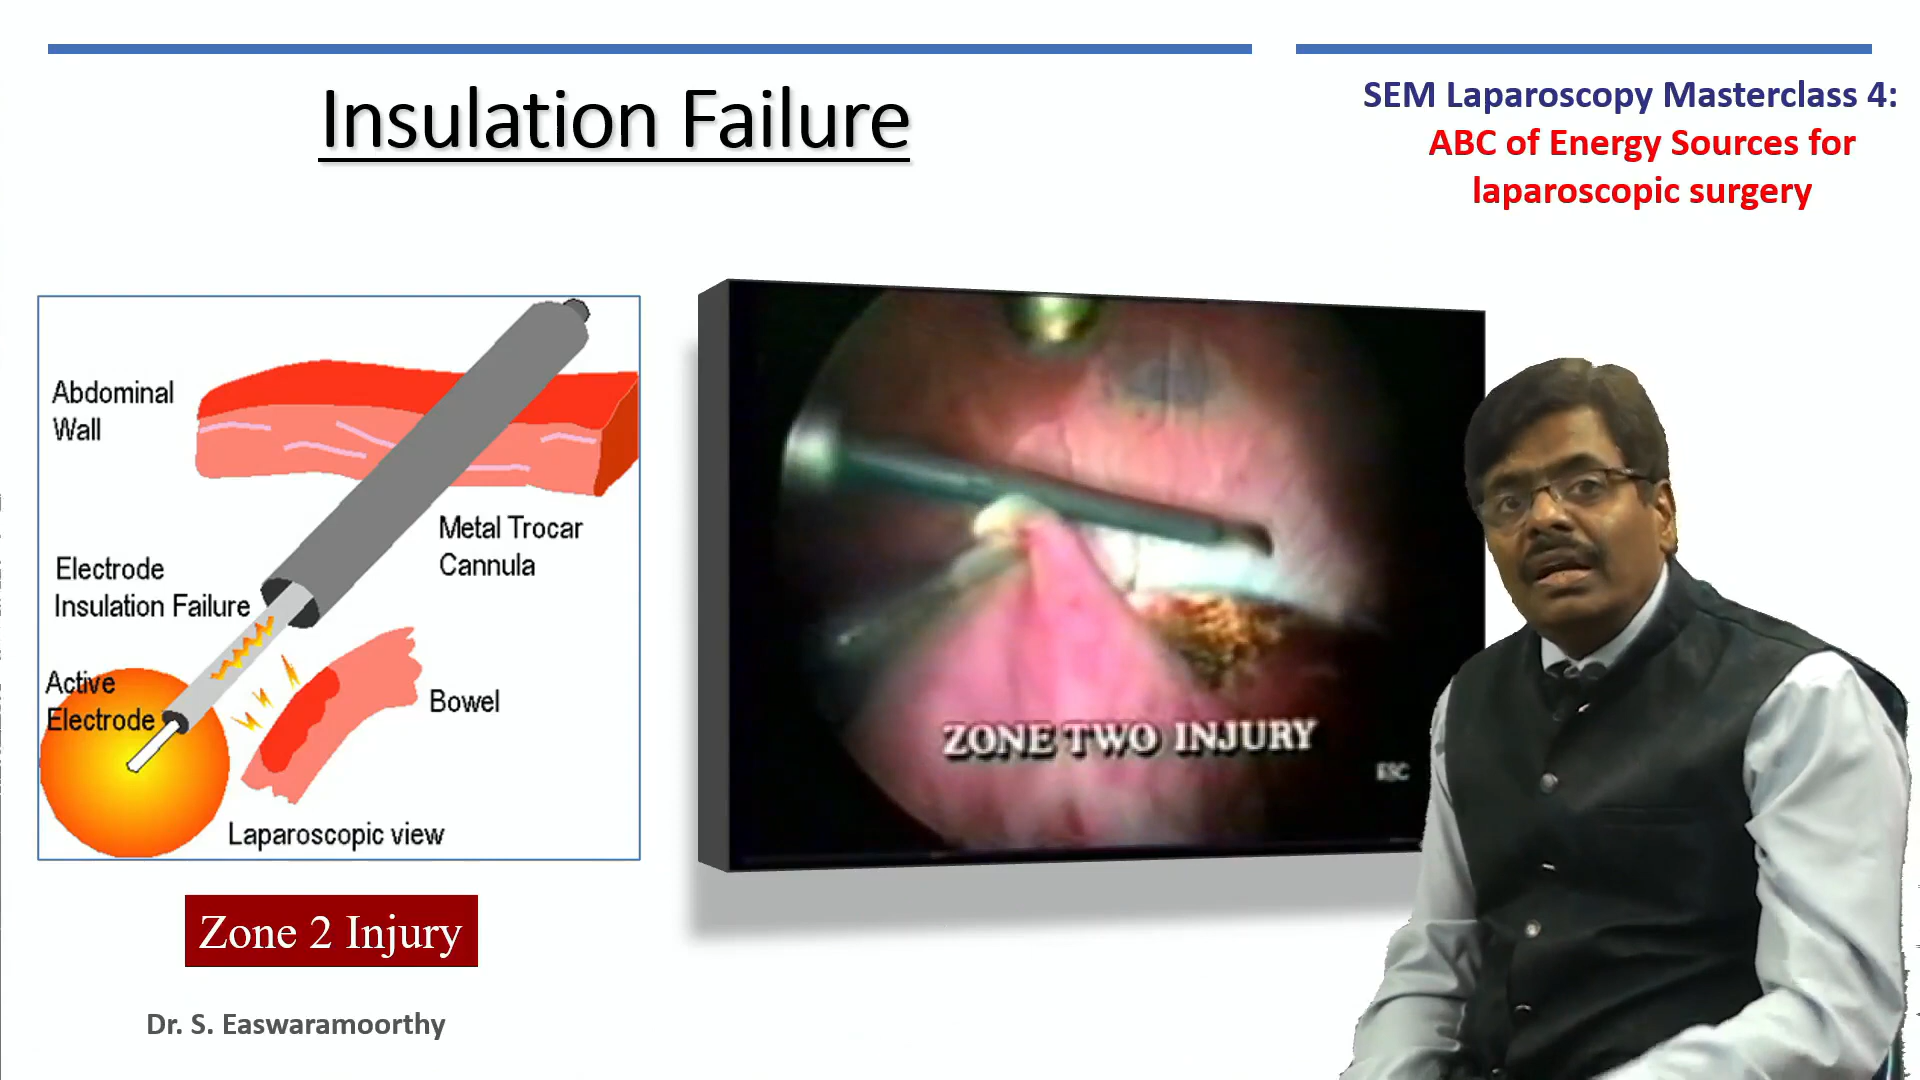 Insulation Failure
SEM Laparoscopy Masterclass 4:
ABC of Energy Sources for
laparoscopic surgery
Abdominal
Wall
Metal Trocar
Cannula
Electrode
Insulation Failure
Active
Electrode
Bowel
Laparoscopic view
ZONE TWO INJURY
Zone 2 Injury
Dr. S. Easwaramoorthy